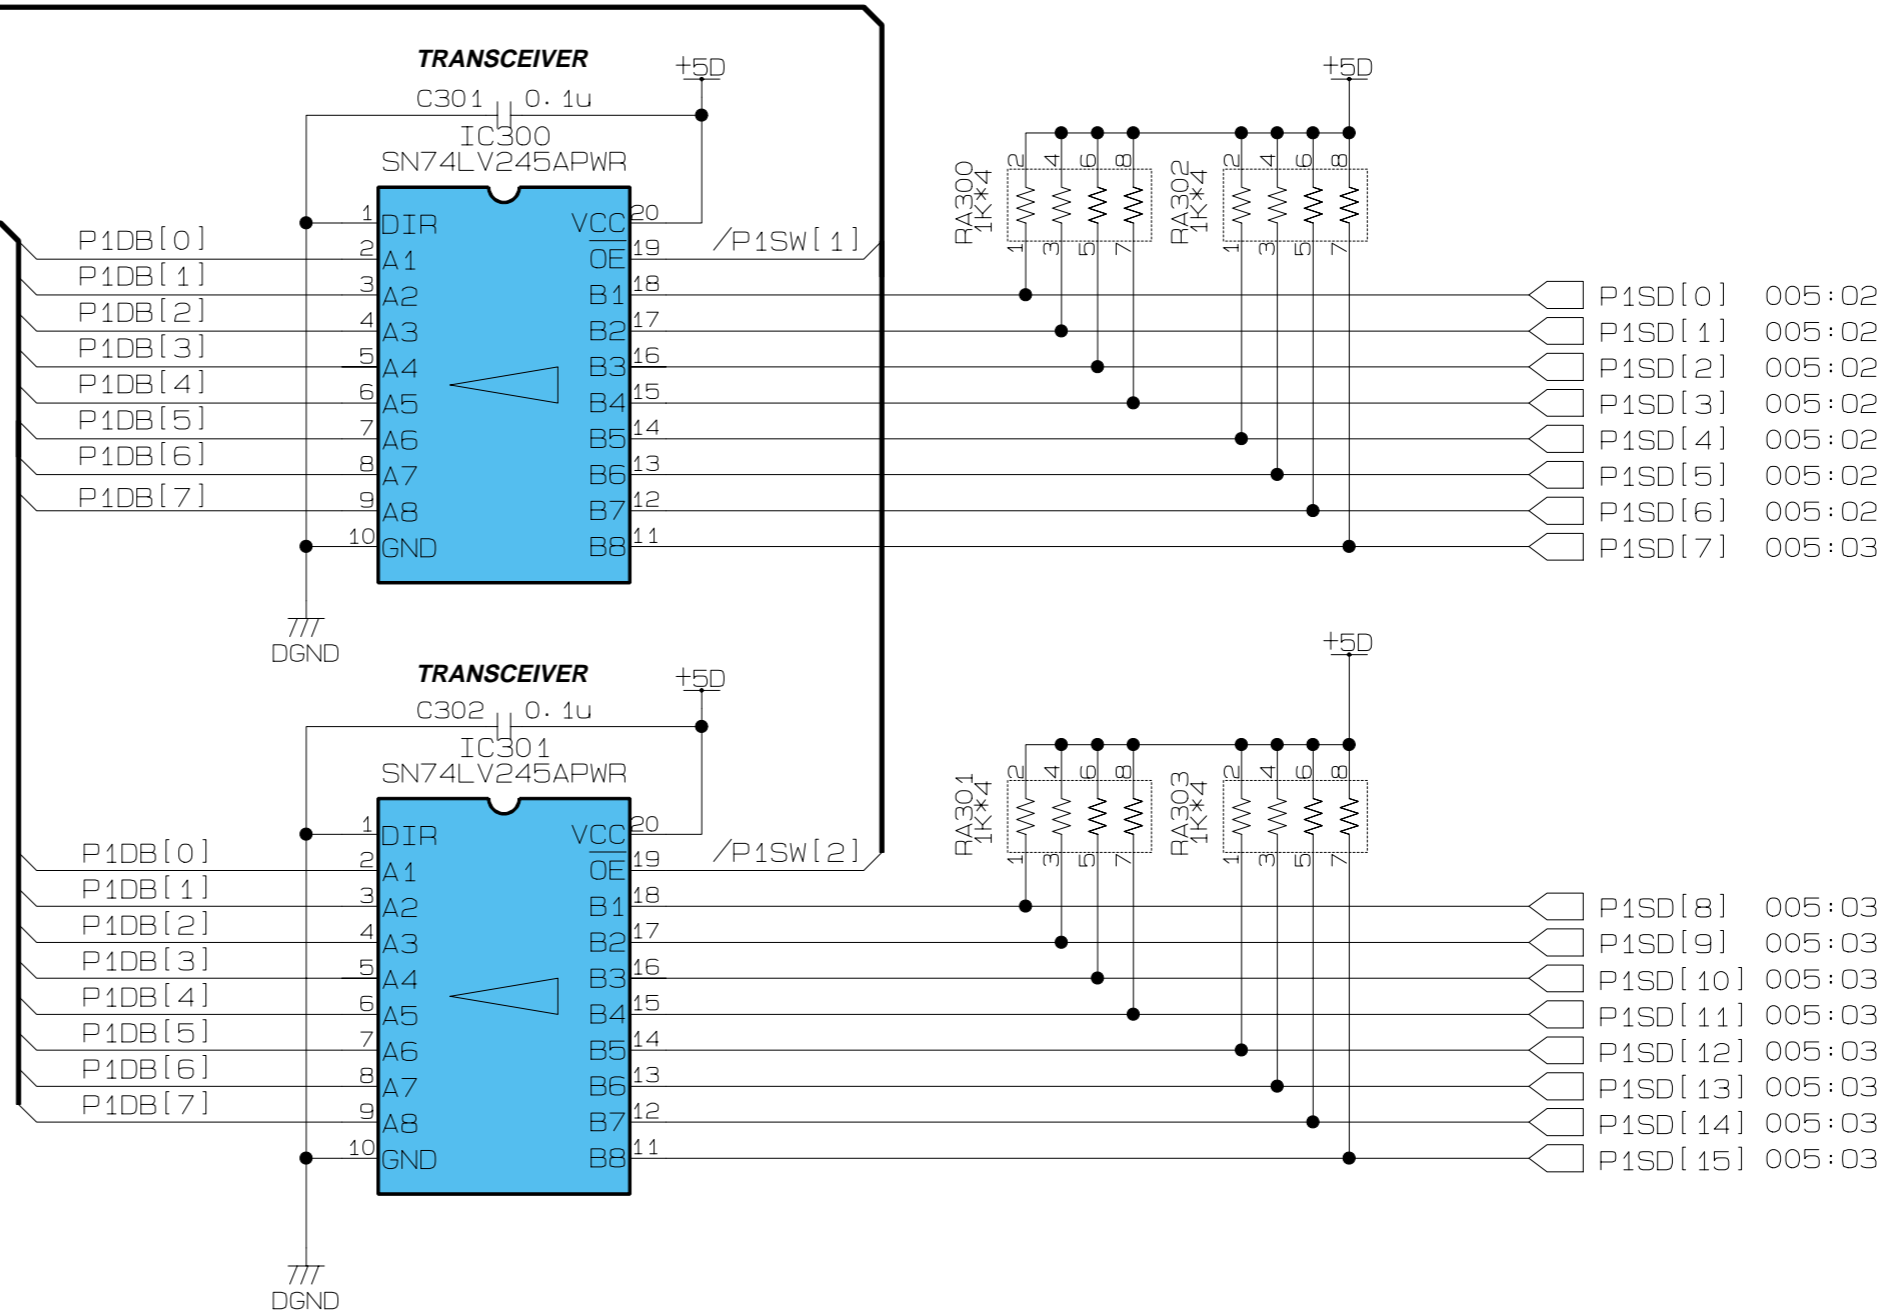 TRANSCEIVER
+5D
C301 0.1u
IC300
SN74LV245APWR
1 DIR VCC 20
P1DB[0] 2 A1 OE 19 /P1SW[1]
P1DB[1] 3 A2 B1 18
P1DB[2] 4 A3 B2 17
P1DB[3] 5 A4 B3 16
P1DB[4] 6 A5 B4 15
P1DB[5] 7 A6 B5 14
P1DB[6] 8 A7 B6 13
P1DB[7] 9 A8 B7 12
10 GND B8 11
DGND
+5D
RA300
1K*4
2 4 6 8
1 3 5 7
RA302
1K*4
2 4 6 8
1 3 5 7
P1SD[0] 005:02
P1SD[1] 005:02
P1SD[2] 005:02
P1SD[3] 005:02
P1SD[4] 005:02
P1SD[5] 005:02
P1SD[6] 005:02
P1SD[7] 005:03
TRANSCEIVER
+5D
C302 0.1u
IC301
SN74LV245APWR
1 DIR VCC 20
P1DB[0] 2 A1 OE 19 /P1SW[2]
P1DB[1] 3 A2 B1 18
P1DB[2] 4 A3 B2 17
P1DB[3] 5 A4 B3 16
P1DB[4] 6 A5 B4 15
P1DB[5] 7 A6 B5 14
P1DB[6] 8 A7 B6 13
P1DB[7] 9 A8 B7 12
10 GND B8 11
DGND
+5D
RA301
1K*4
2 4 6 8
1 3 5 7
RA303
1K*4
2 4 6 8
1 3 5 7
P1SD[8] 005:03
P1SD[9] 005:03
P1SD[10] 005:03
P1SD[11] 005:03
P1SD[12] 005:03
P1SD[13] 005:03
P1SD[14] 005:03
P1SD[15] 005:03